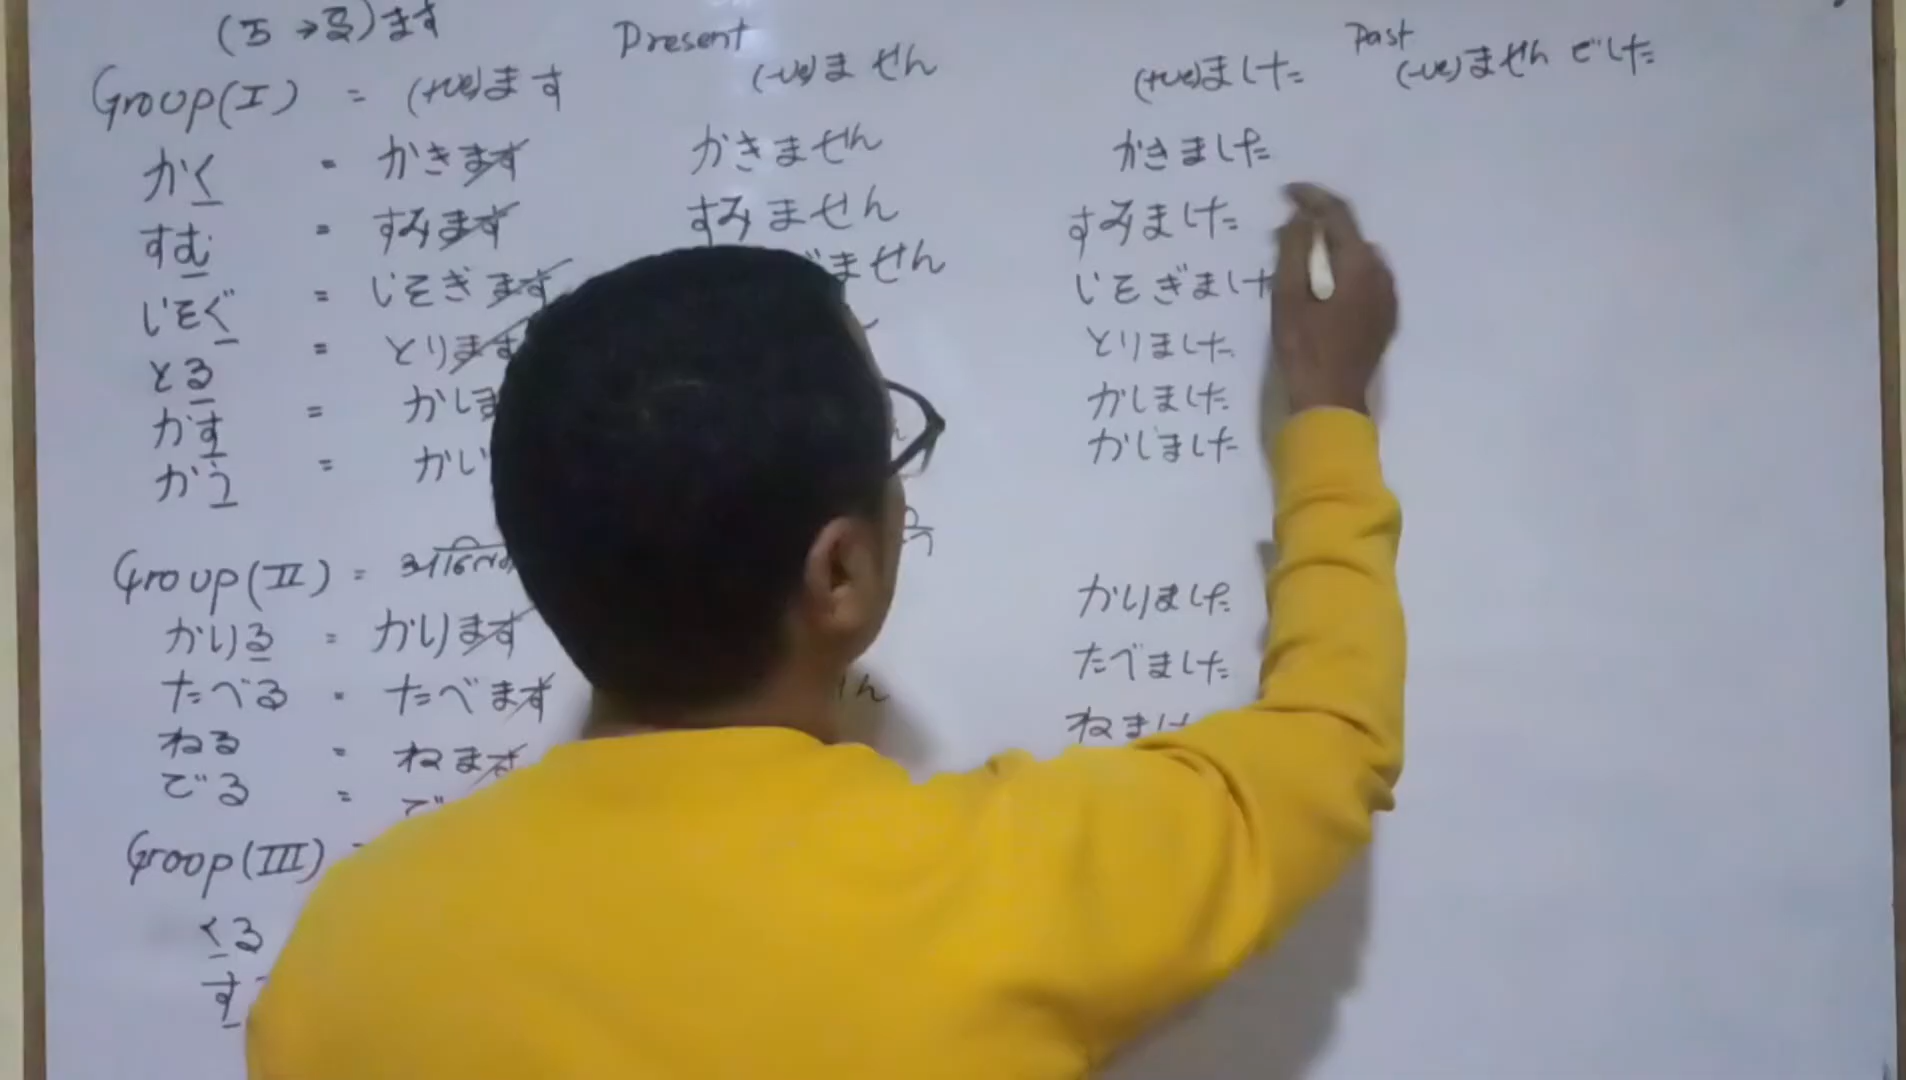 (う→い)ます
Present
Past
Group(I) = (+ve)ます (-ve)ません (+ve)ました (-ve)ません でした
かく = かきます かきません かきました
すむ = すみます すみません すみました
いそぐ = いそぎます ません いそぎました
とる = とります とりました
かす = かしま かしました
かう = かい かいました
Group(II) =
かりる = かります かりました
たべる = たべます ん たべました
ねる = ねます ねまし
でる = で
Group(III) =
くる
す